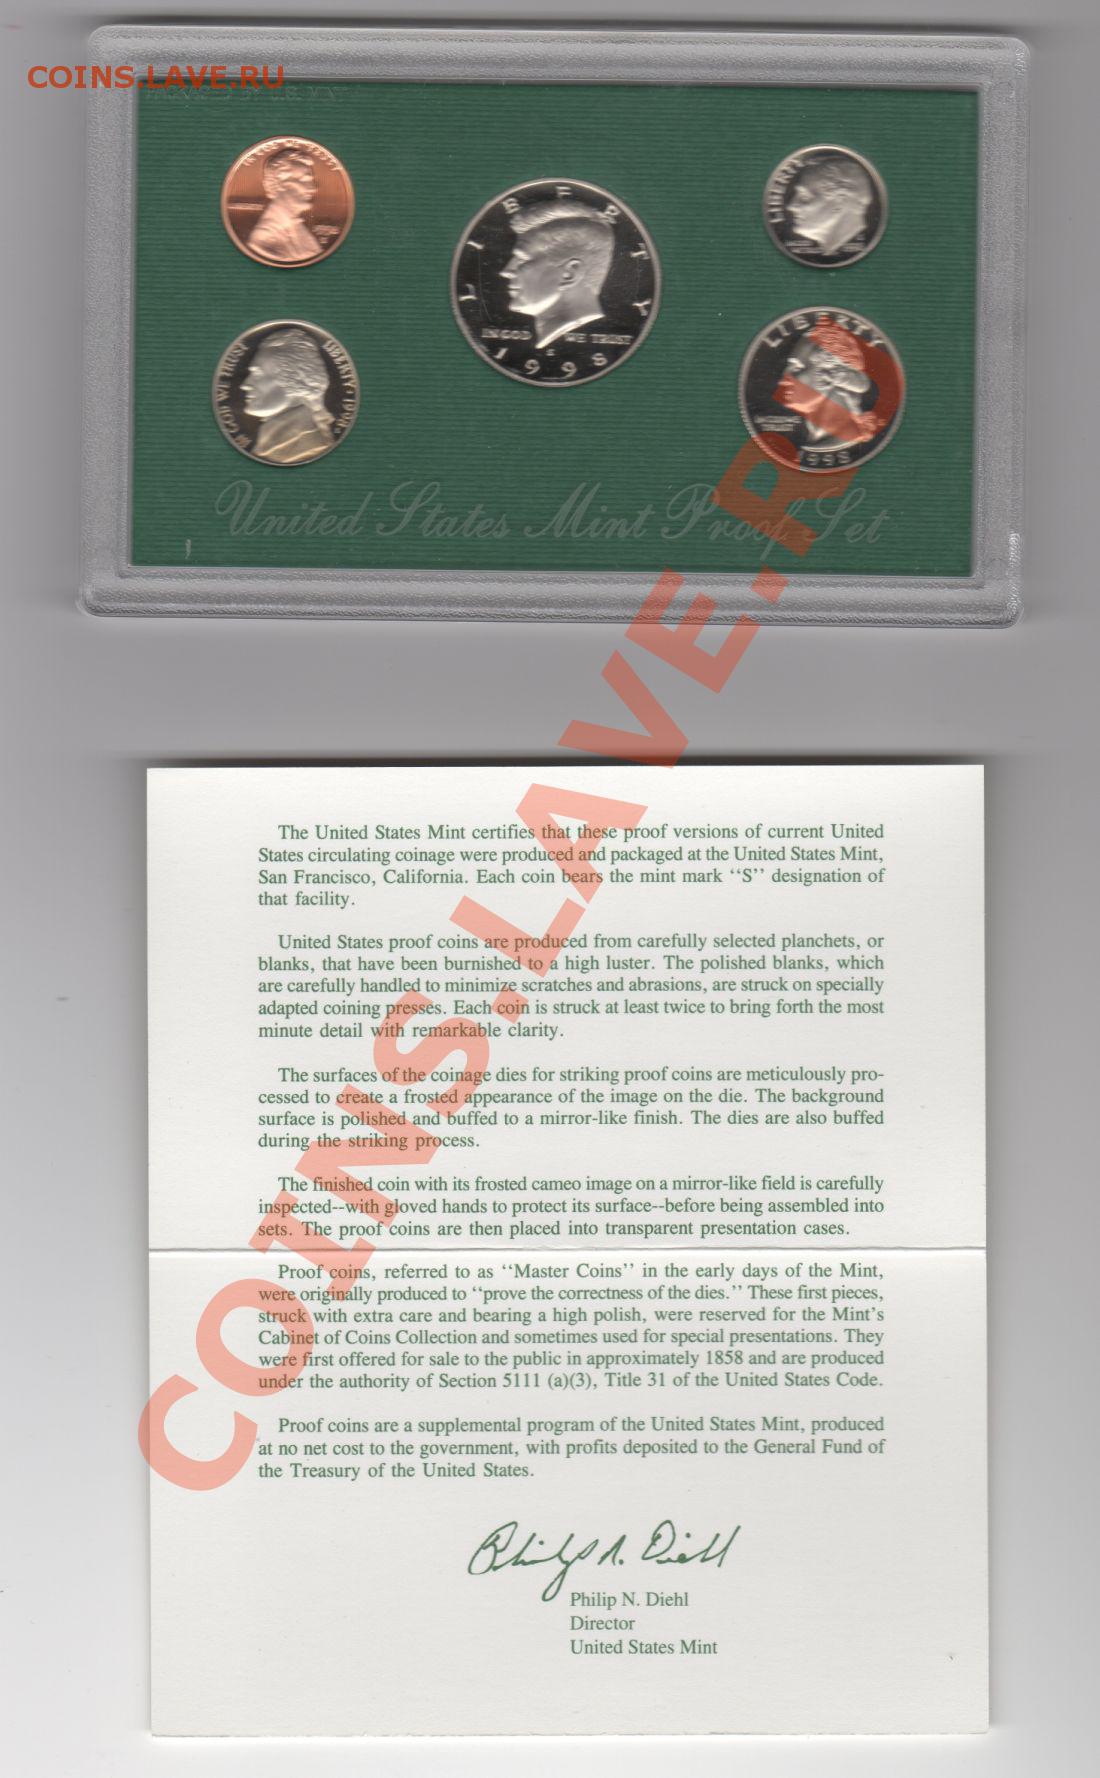 COINS.LAVE.RU
IN GOD WE TRUST
LIBERTY
LIBERTY
IN GOD WE TRUST
S
1998
LIBERTY
IN GOD WE TRUST
LIBERTY 1998
LIBERTY
IN GOD WE
TRUST
1998
United States Mint Proof Set
COINS.LAVE.RU
The United States Mint certifies that these proof versions of current United
States circulating coinage were produced and packaged at the United States Mint,
San Francisco, California. Each coin bears the mint mark ‘‘S’’ designation of
that facility.
United States proof coins are produced from carefully selected planchets, or
blanks, that have been burnished to a high luster. The polished blanks, which
are carefully handled to minimize scratches and abrasions, are struck on specially
adapted coining presses. Each coin is struck at least twice to bring forth the most
minute detail with remarkable clarity.
The surfaces of the coinage dies for striking proof coins are meticulously pro-
cessed to create a frosted appearance of the image on the die. The background
surface is polished and buffed to a mirror-like finish. The dies are also buffed
during the striking process.
The finished coin with its frosted cameo image on a mirror-like field is carefully
inspected--with gloved hands to protect its surface--before being assembled into
sets. The proof coins are then placed into transparent presentation cases.
Proof coins, referred to as ‘‘Master Coins’’ in the early days of the Mint,
were originally produced to ‘‘prove the correctness of the dies.’’ These first pieces,
struck with extra care and bearing a high polish, were reserved for the Mint’s
Cabinet of Coins Collection and sometimes used for special presentations. They
were first offered for sale to the public in approximately 1858 and are produced
under the authority of Section 5111 (a)(3), Title 31 of the United States Code.
Proof coins are a supplemental program of the United States Mint, produced
at no net cost to the government, with profits deposited to the General Fund of
the Treasury of the United States.
Philip N. Diehl
Philip N. Diehl
Director
United States Mint